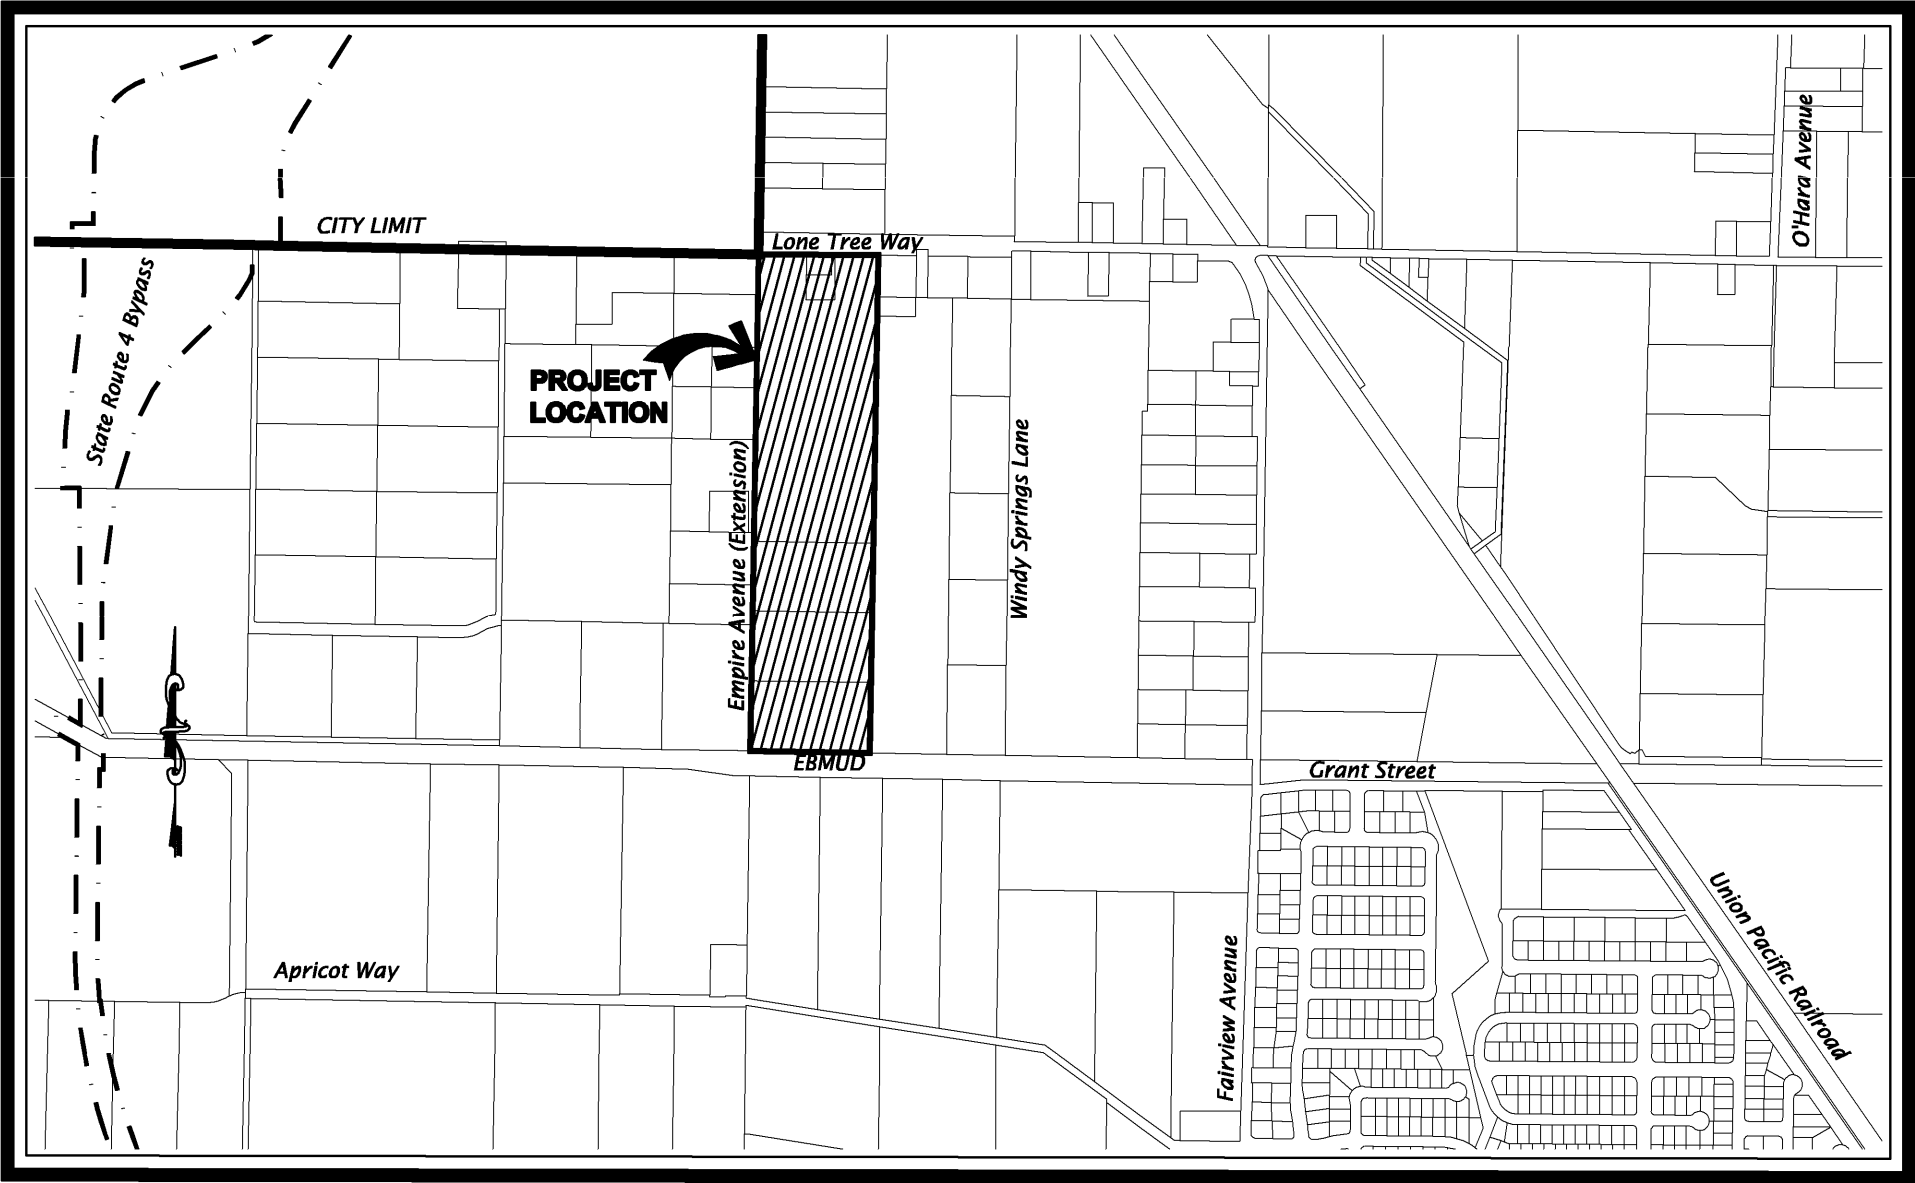 O'Hara Avenue
CITY LIMIT
Lone Tree Way
State Route 4 Bypass
PROJECT
LOCATION
Empire Avenue (Extension)
Windy Springs Lane
EBMUD
Grant Street
Union Pacific Railroad
Apricot Way
Fairview Avenue